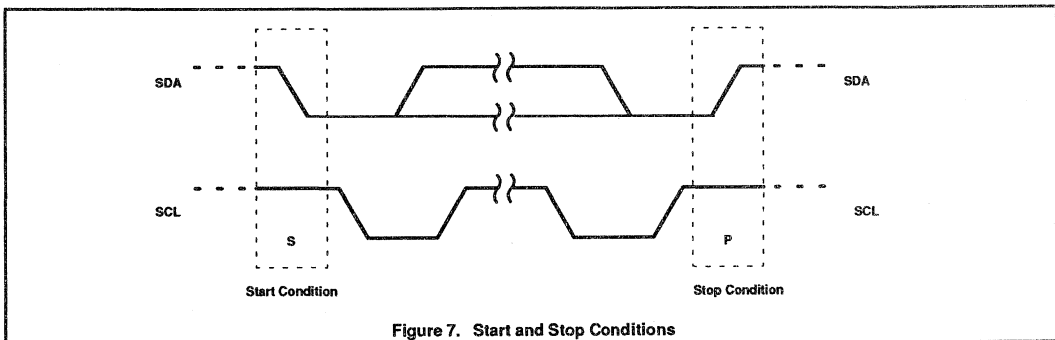 SDA
SDA
SCL
SCL
S
P
Start Condition
Stop Condition
Figure 7. Start and Stop Conditions